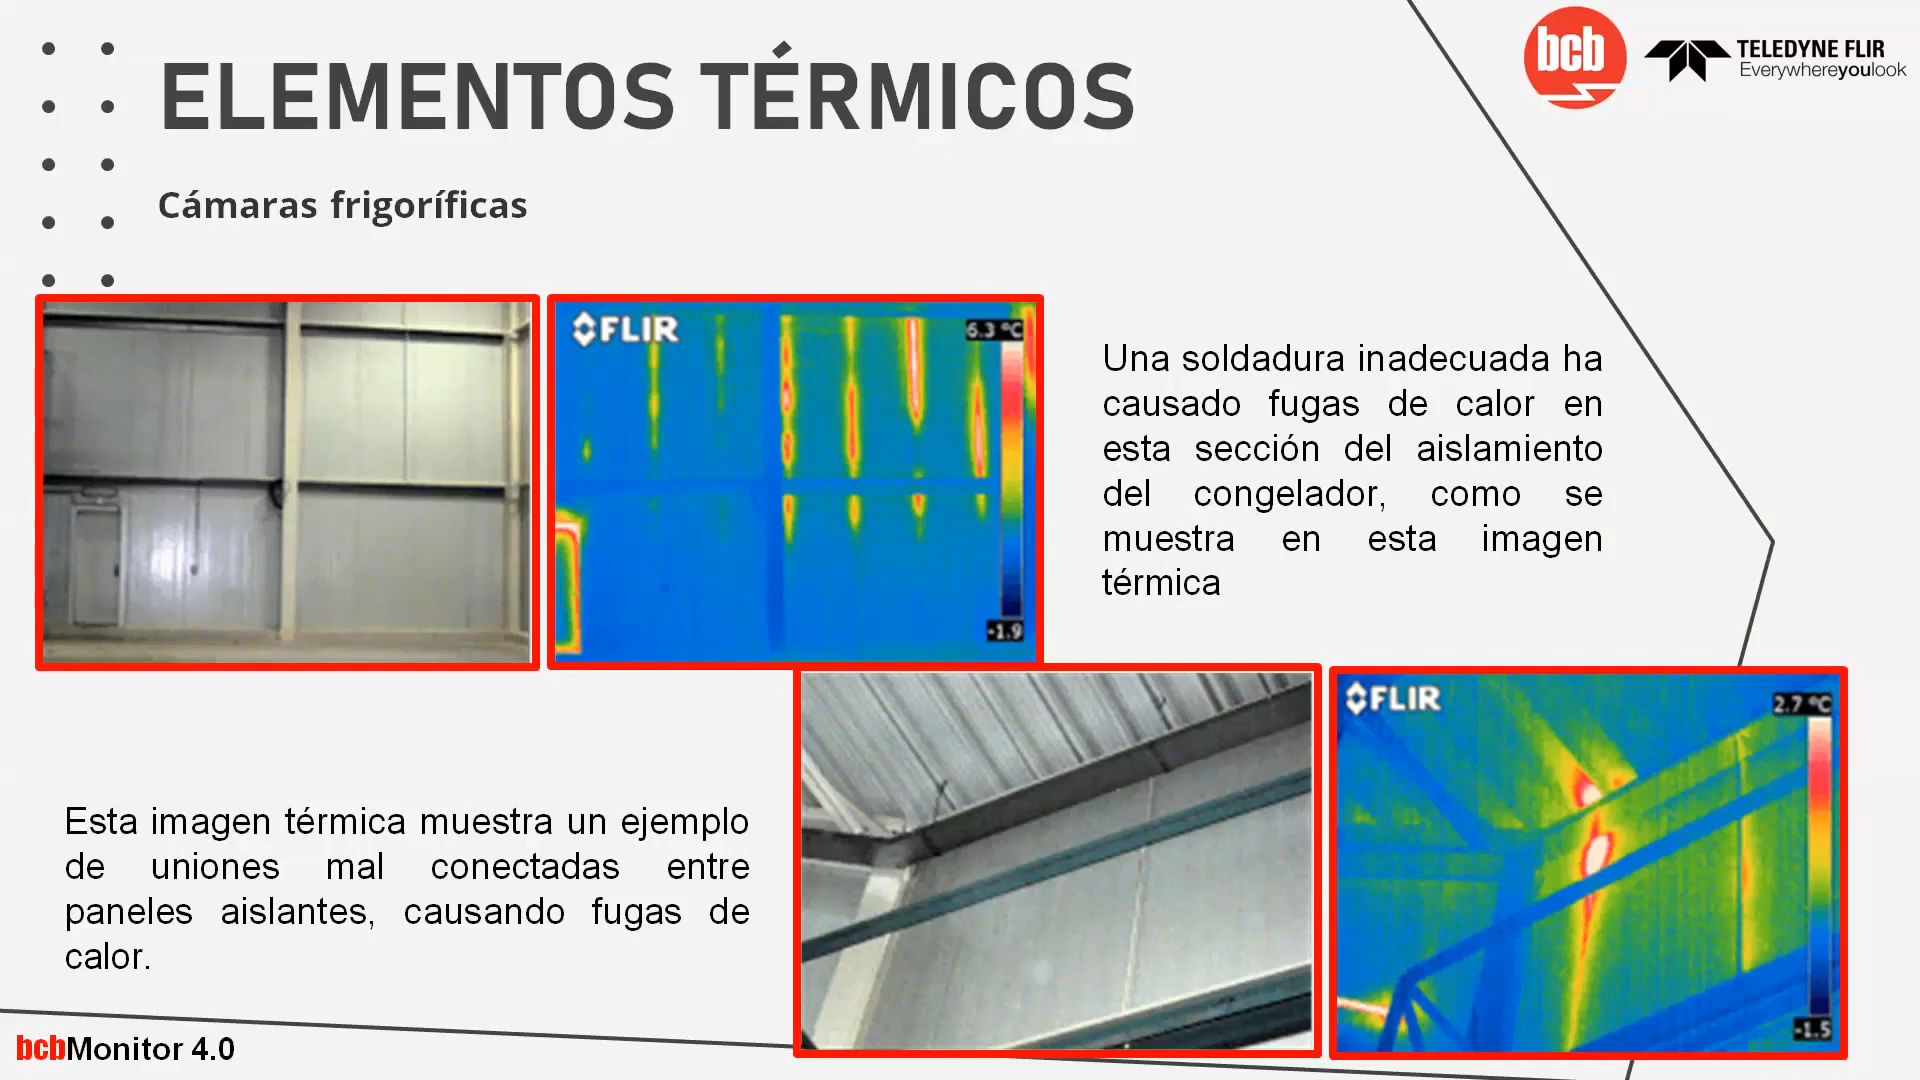 ELEMENTOS TÉRMICOS
bcb
TELEDYNE FLIR
Everywhereyoulook
Cámaras frigoríficas
FLIR
6.3 ºC
-1.9
Una soldadura inadecuada ha
causado fugas de calor en
esta sección del aislamiento
del congelador, como se
muestra en esta imagen
térmica
FLIR
2.7 ºC
-1.5
Esta imagen térmica muestra un ejemplo
de uniones mal conectadas entre
paneles aislantes, causando fugas de
calor.
bcbMonitor 4.0